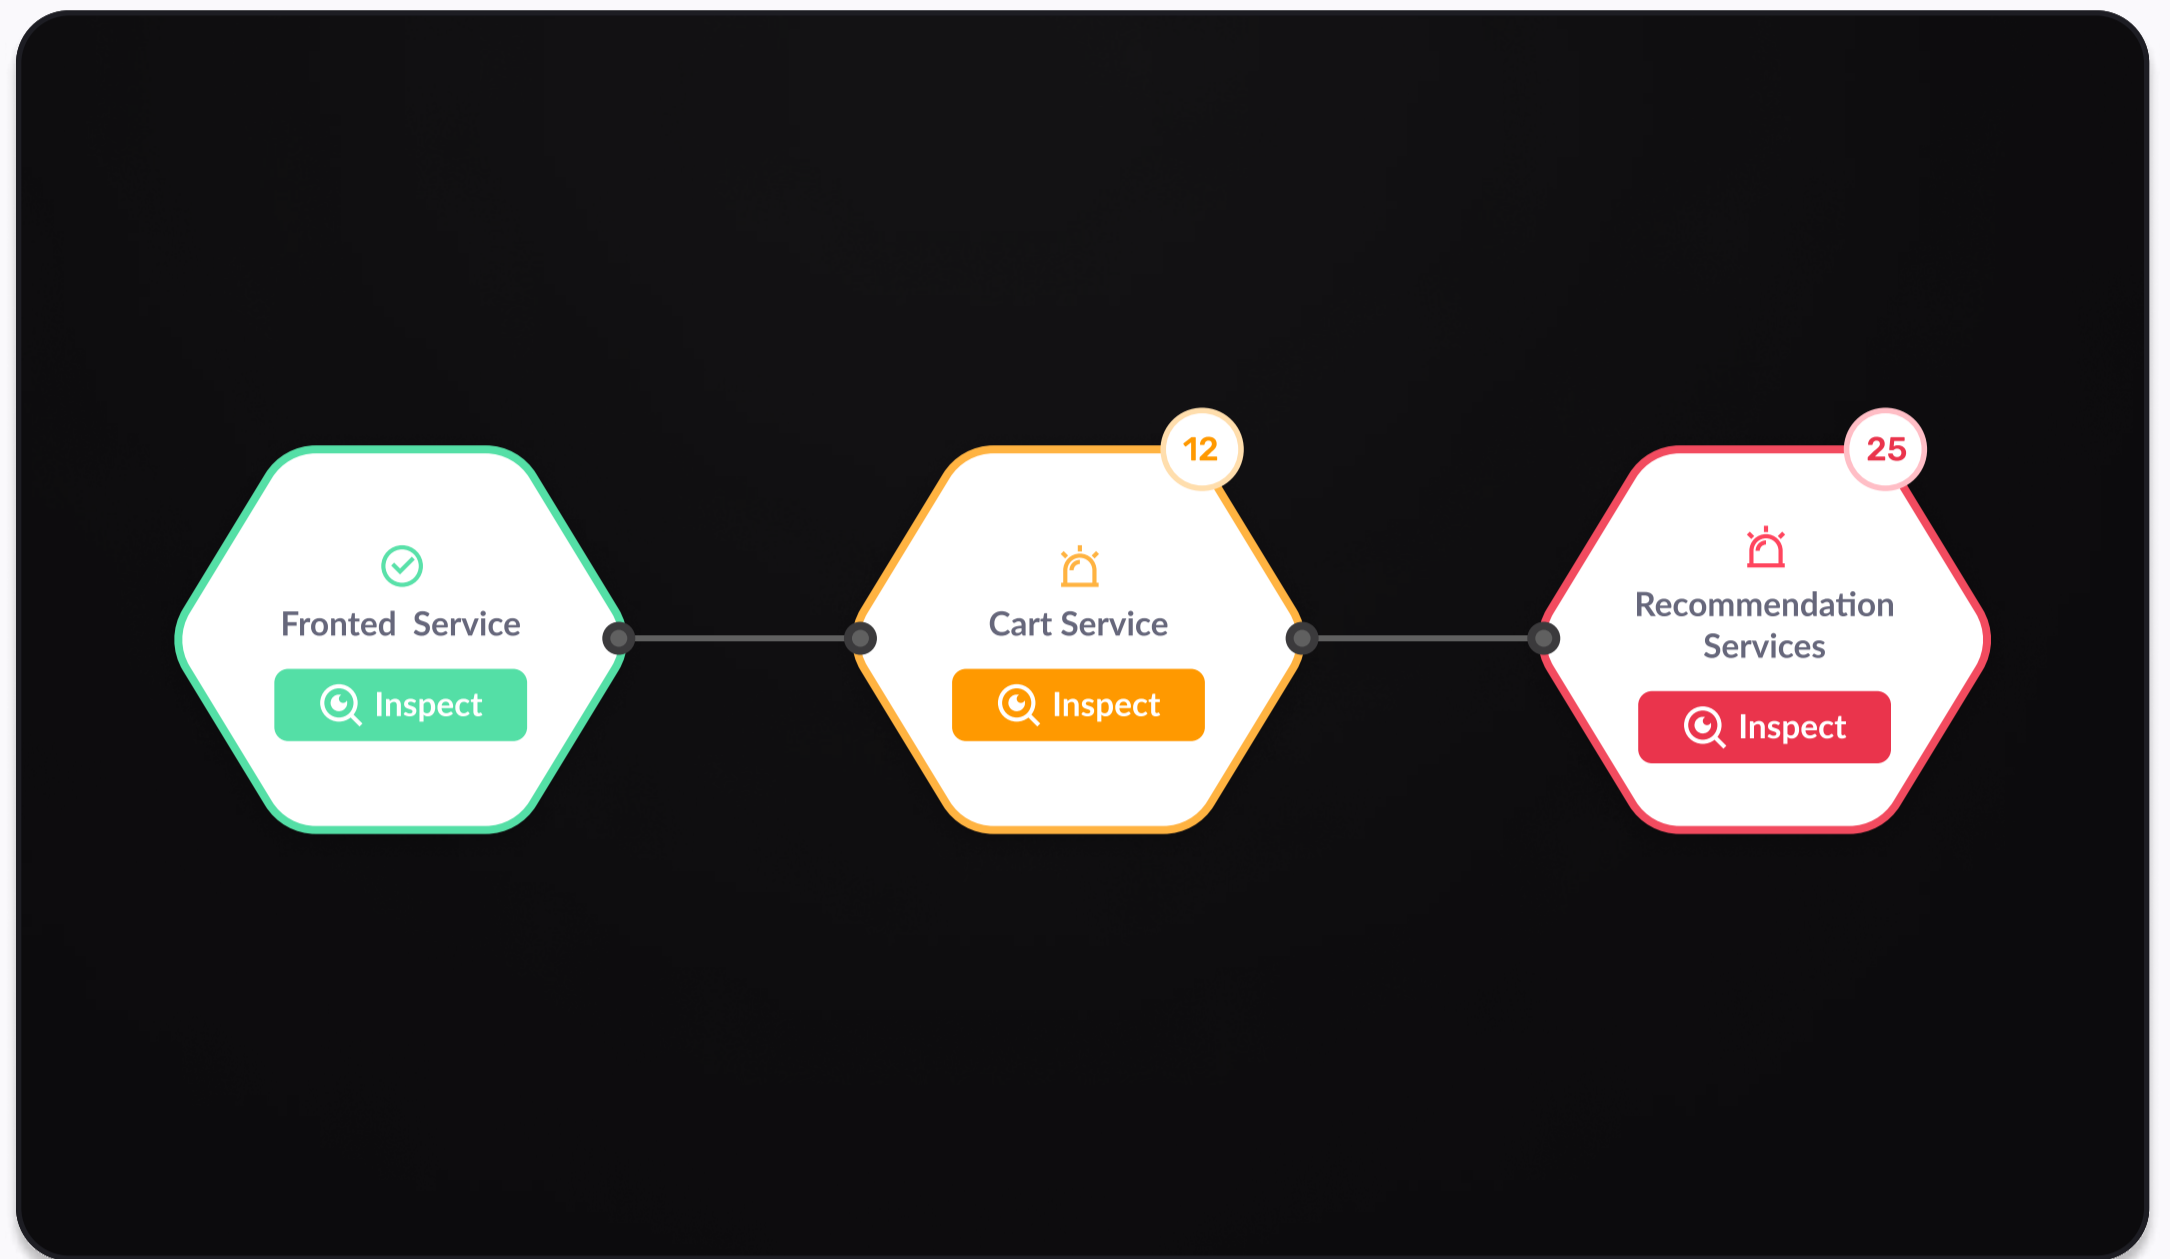 Fronted  Service
Inspect
12
Cart Service
Inspect
25
Recommendation
Services
Inspect